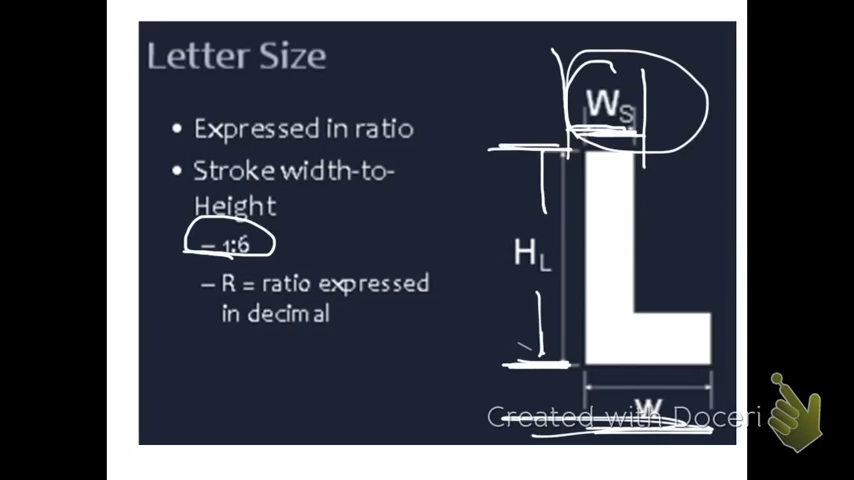 Letter Size
• Expressed in ratio
• Stroke width-to-
Height
– 1:6
– R = ratio expressed
in decimal
WS
HL
W
Created with Doceri